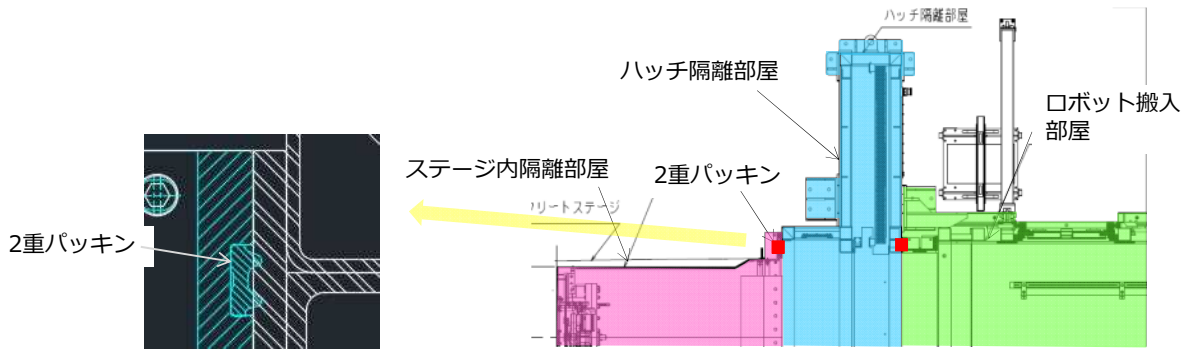 ハッチ隔離部屋
ハッチ隔離部屋
ロボット搬入
部屋
ステージ内隔離部屋
2重パッキン
クリートステージ
2重パッキン